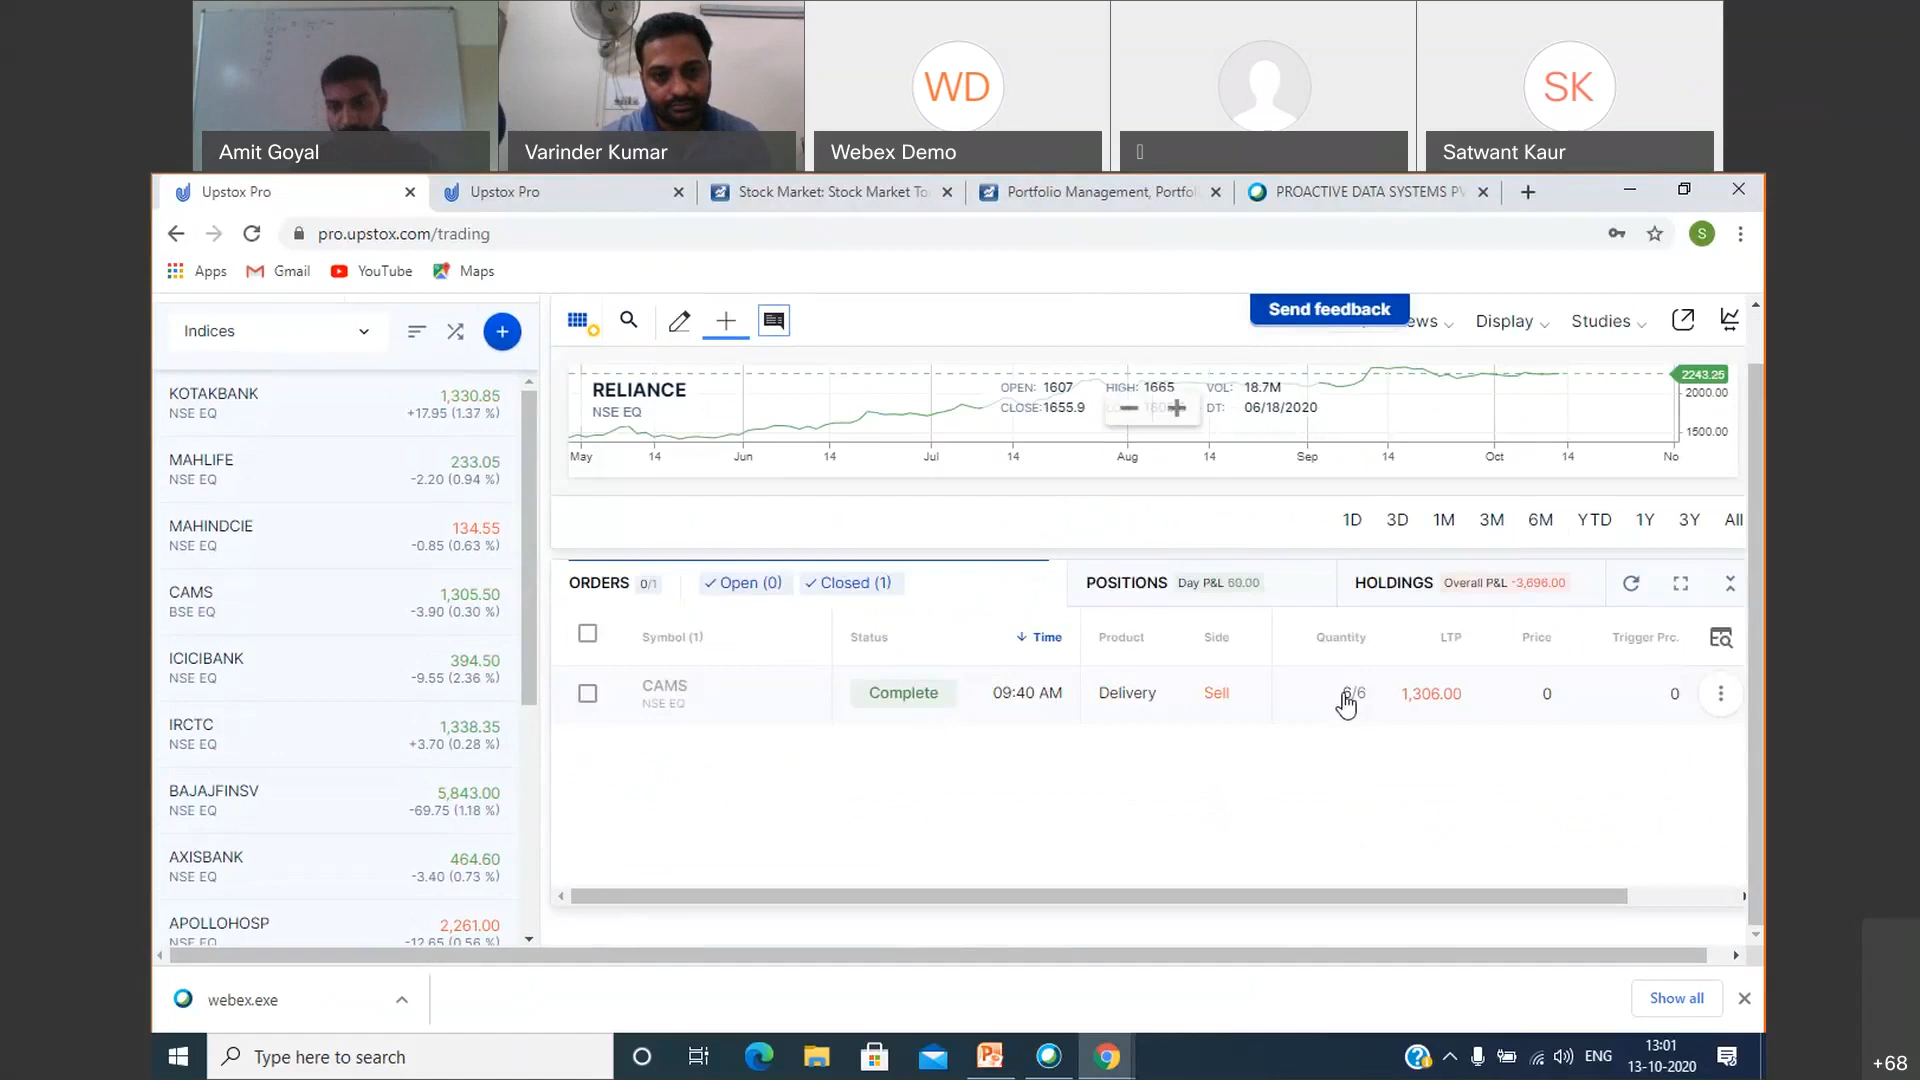 WD
SK
Amit Goyal
Varinder Kumar
Webex Demo
Satwant Kaur
Upstox Pro
Upstox Pro
Stock Market: Stock Market To
Portfolio Management, Portfol
PROACTIVE DATA SYSTEMS PV
pro.upstox.com/trading
S
Apps
Gmail
YouTube
Maps
Indices
Send feedback
ews
Display
Studies
KOTAKBANK 1,330.85
NSE EQ +17.95 (1.37 %)
MAHLIFE 233.05
NSE EQ -2.20 (0.94 %)
MAHINDCIE 134.55
NSE EQ -0.85 (0.63 %)
CAMS 1,305.50
BSE EQ -3.90 (0.30 %)
ICICIBANK 394.50
NSE EQ -9.55 (2.36 %)
IRCTC 1,338.35
NSE EQ +3.70 (0.28 %)
BAJAJFINSV 5,843.00
NSE EQ -69.75 (1.18 %)
AXISBANK 464.60
NSE EQ -3.40 (0.73 %)
APOLLOHOSP 2,261.00
NSE EQ -12.65 (0.56 %)
RELIANCE
NSE EQ
OPEN: 1607 HIGH: 1665 VOL: 18.7M
CLOSE:1655.9 DT: 06/18/2020
2243.25
2000.00
1500.00
May 14 Jun 14 Jul 14 Aug 14 Sep 14 Oct 14 No
1D 3D 1M 3M 6M YTD 1Y 3Y All
ORDERS 0/1 Open (0) Closed (1)
POSITIONS Day P&L 60.00
HOLDINGS Overall P&L -3,696.00
Symbol (1) Status Time Product Side Quantity LTP Price Trigger Prc.
CAMS Complete 09:40 AM Delivery Sell 6/6 1,306.00 0 0
NSE EQ
webex.exe
Show all
Type here to search
ENG
13:01
13-10-2020
+68